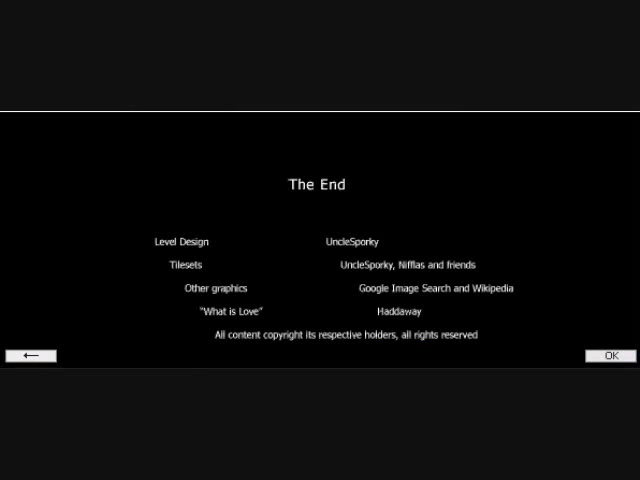 The End
Level Design UncleSporky
Tilesets UncleSporky, Nifflas and friends
Other graphics Google Image Search and Wikipedia
"What is Love" Haddaway
All content copyright its respective holders, all rights reserved
← OK